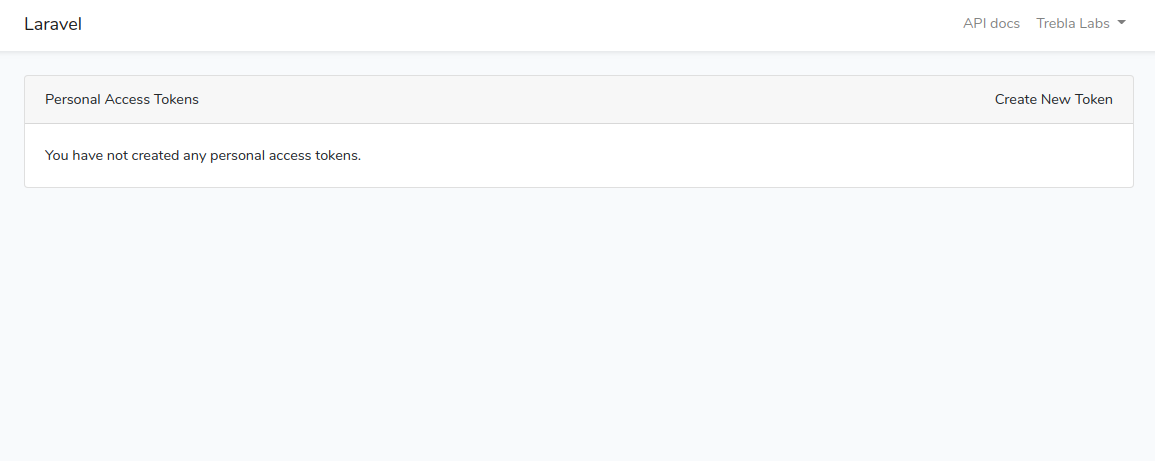 Laravel API docs Trebla Labs
Personal Access Tokens Create New Token
You have not created any personal access tokens.